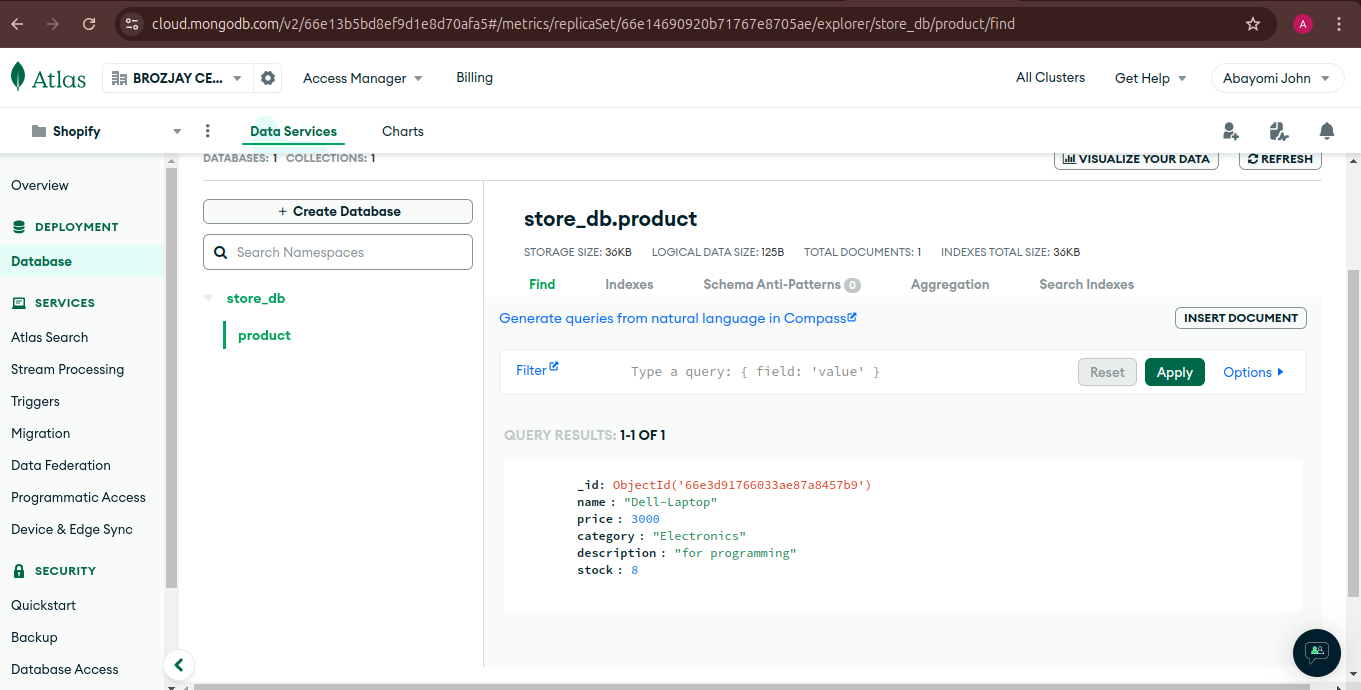 cloud.mongodb.com/v2/66e13b5bd8ef9d1e8d70afa5#/metrics/replicaSet/66e14690920b71767e8705ae/explorer/store_db/product/find
A
Atlas
BROZJAY CE...
Access Manager
Billing
All Clusters
Get Help
Abayomi John
Shopify
Data Services
Charts
Overview
DEPLOYMENT
Database
SERVICES
Atlas Search
Stream Processing
Triggers
Migration
Data Federation
Programmatic Access
Device & Edge Sync
SECURITY
Quickstart
Backup
Database Access
DATABASES: 1 COLLECTIONS: 1
VISUALIZE YOUR DATA
REFRESH
+ Create Database
Search Namespaces
store_db
product
store_db.product
STORAGE SIZE: 36KB LOGICAL DATA SIZE: 125B TOTAL DOCUMENTS: 1 INDEXES TOTAL SIZE: 36KB
Find Indexes Schema Anti-Patterns 0 Aggregation Search Indexes
Generate queries from natural language in Compass
INSERT DOCUMENT
Filter
Type a query: { field: 'value' }
Reset
Apply
Options
QUERY RESULTS: 1-1 OF 1
_id: ObjectId('66e3d91766033ae87a8457b9')
name : "Dell-Laptop"
price : 3000
category : "Electronics"
description : "for programming"
stock : 8